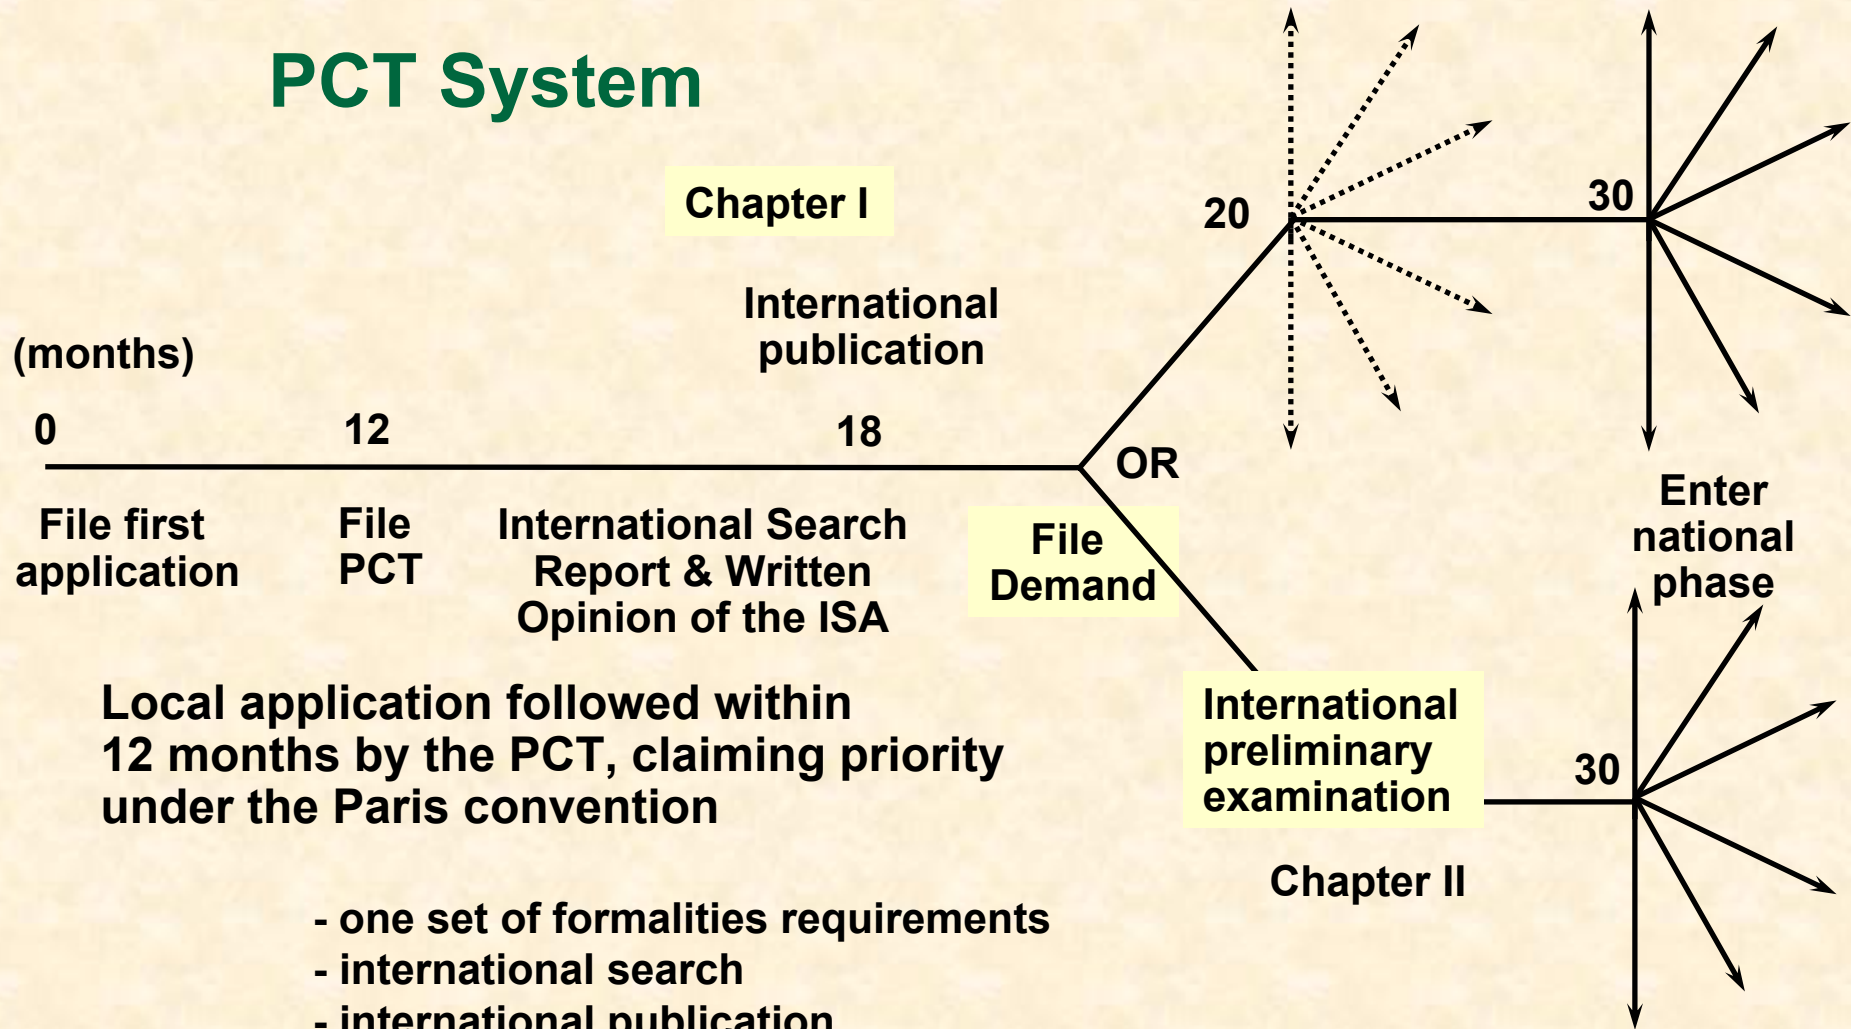 PCT System
Chapter I
20
30
International
publication
(months)
0
12
18
OR
File first
application
File
PCT
International Search
Report & Written
Opinion of the ISA
File
Demand
Enter
national
phase
Local application followed within
12 months by the PCT, claiming priority
under the Paris convention
International
preliminary
examination
30
Chapter II
- one set of formalities requirements
- international search
- international publication